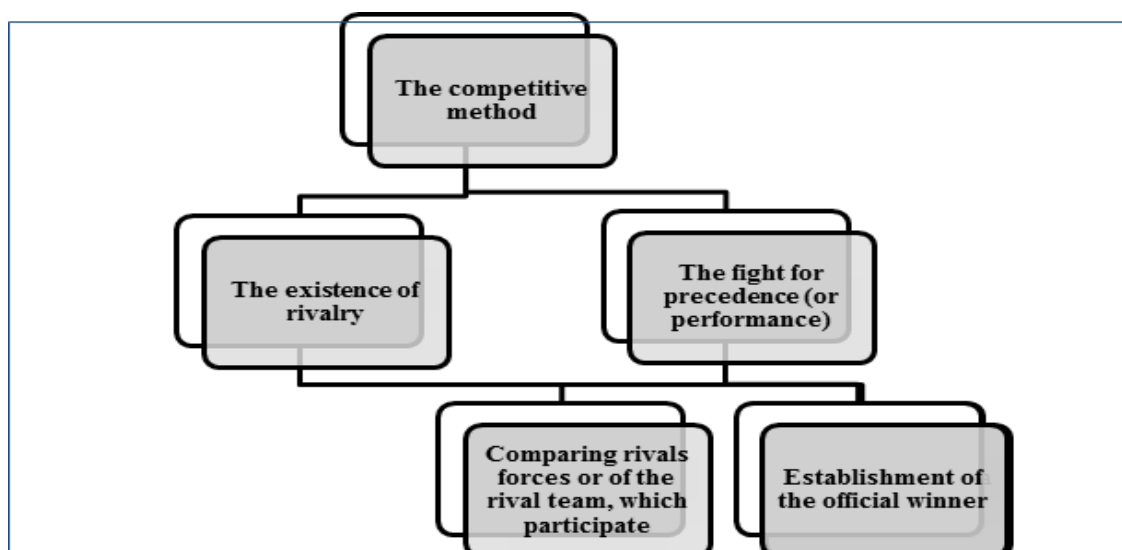 The competitive
method
The existence of
rivalry
The fight for
precedence (or
performance)
Comparing rivals
forces or of the
rival team, which
participate
Establishment of
the official winner